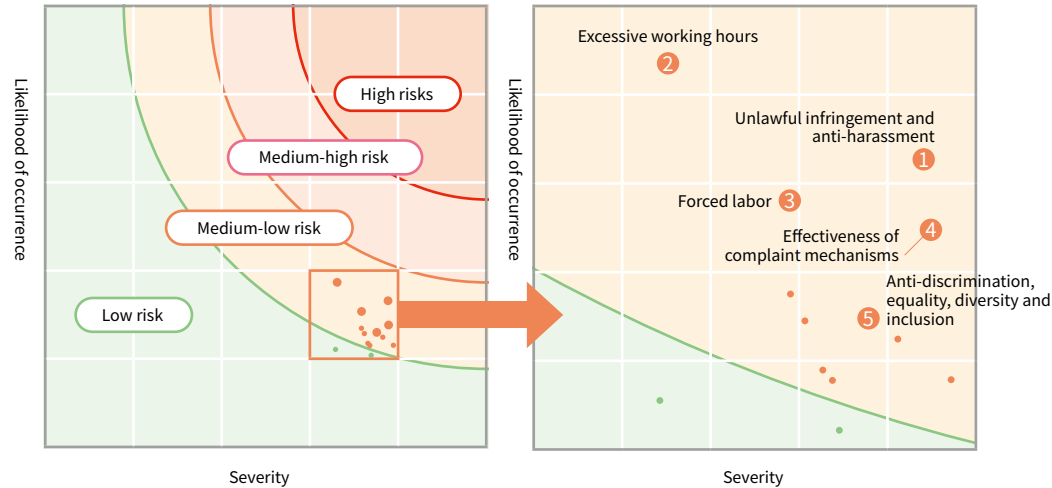 Likelihood of occurrence
High risks
Medium-high risk
Medium-low risk
Low risk
Severity
Likelihood of occurrence
Excessive working hours
2
Unlawful infringement and
anti-harassment
1
Forced labor
3
4
Effectiveness of
complaint mechanisms
Anti-discrimination,
equality, diversity and
inclusion
5
Severity